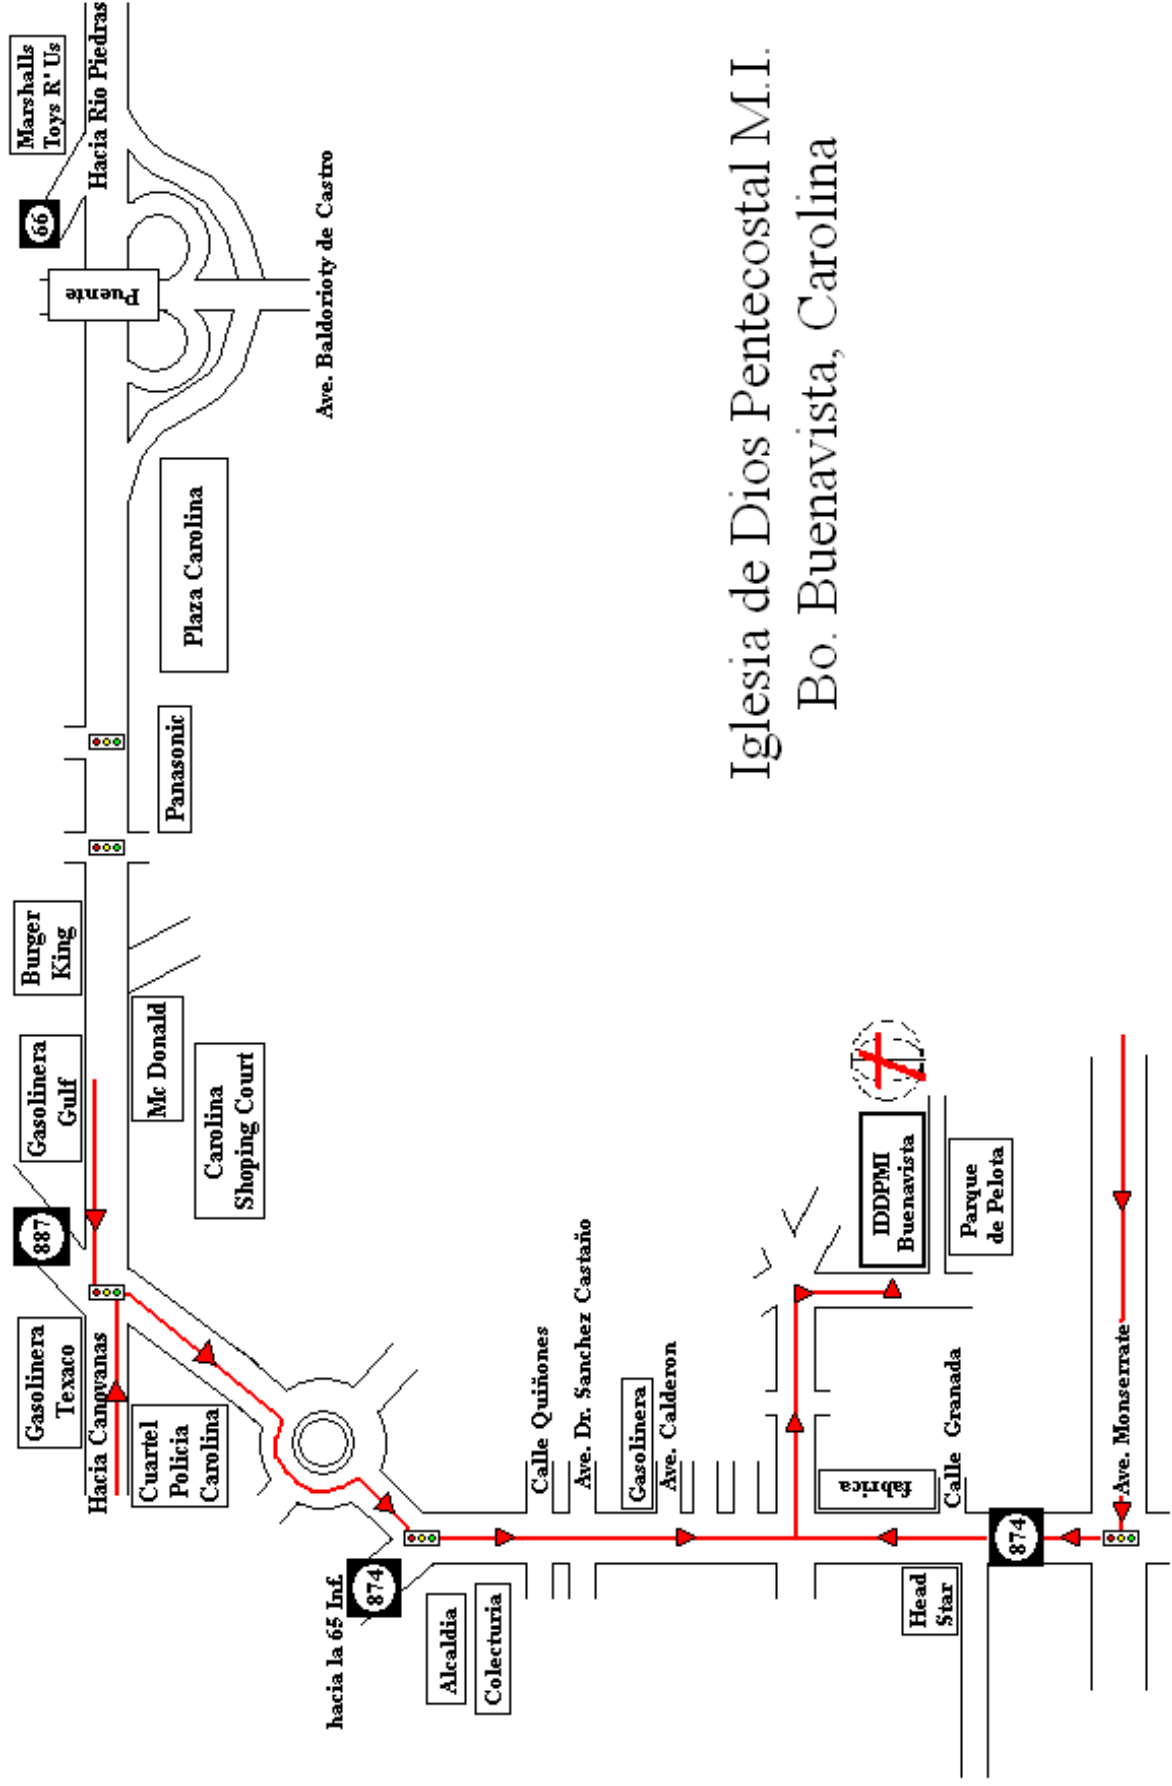 Marshalls
Toys R' Us
66
Hacia Rio Piedras
Puente
Ave. Baldorioty de Castro
Plaza Carolina
Panasonic
Burger
King
Gasolinera
Gulf
Mc Donald
Carolina
Shoping Court
887
Gasolinera
Texaco
Hacia Canovanas
Cuartel
Policia
Carolina
hacia la 65 Inf.
874
Alcaldia
Colecturia
Calle Quiñones
Ave. Dr. Sanchez Castaño
Gasolinera
Ave. Calderon
IDDPMI
Buenavista
Parque
de Pelota
fabrica
Calle Granada
Head
Star
874
Ave. Monserrate
Iglesia de Dios Pentecostal M.I.
Bo. Buenavista, Carolina